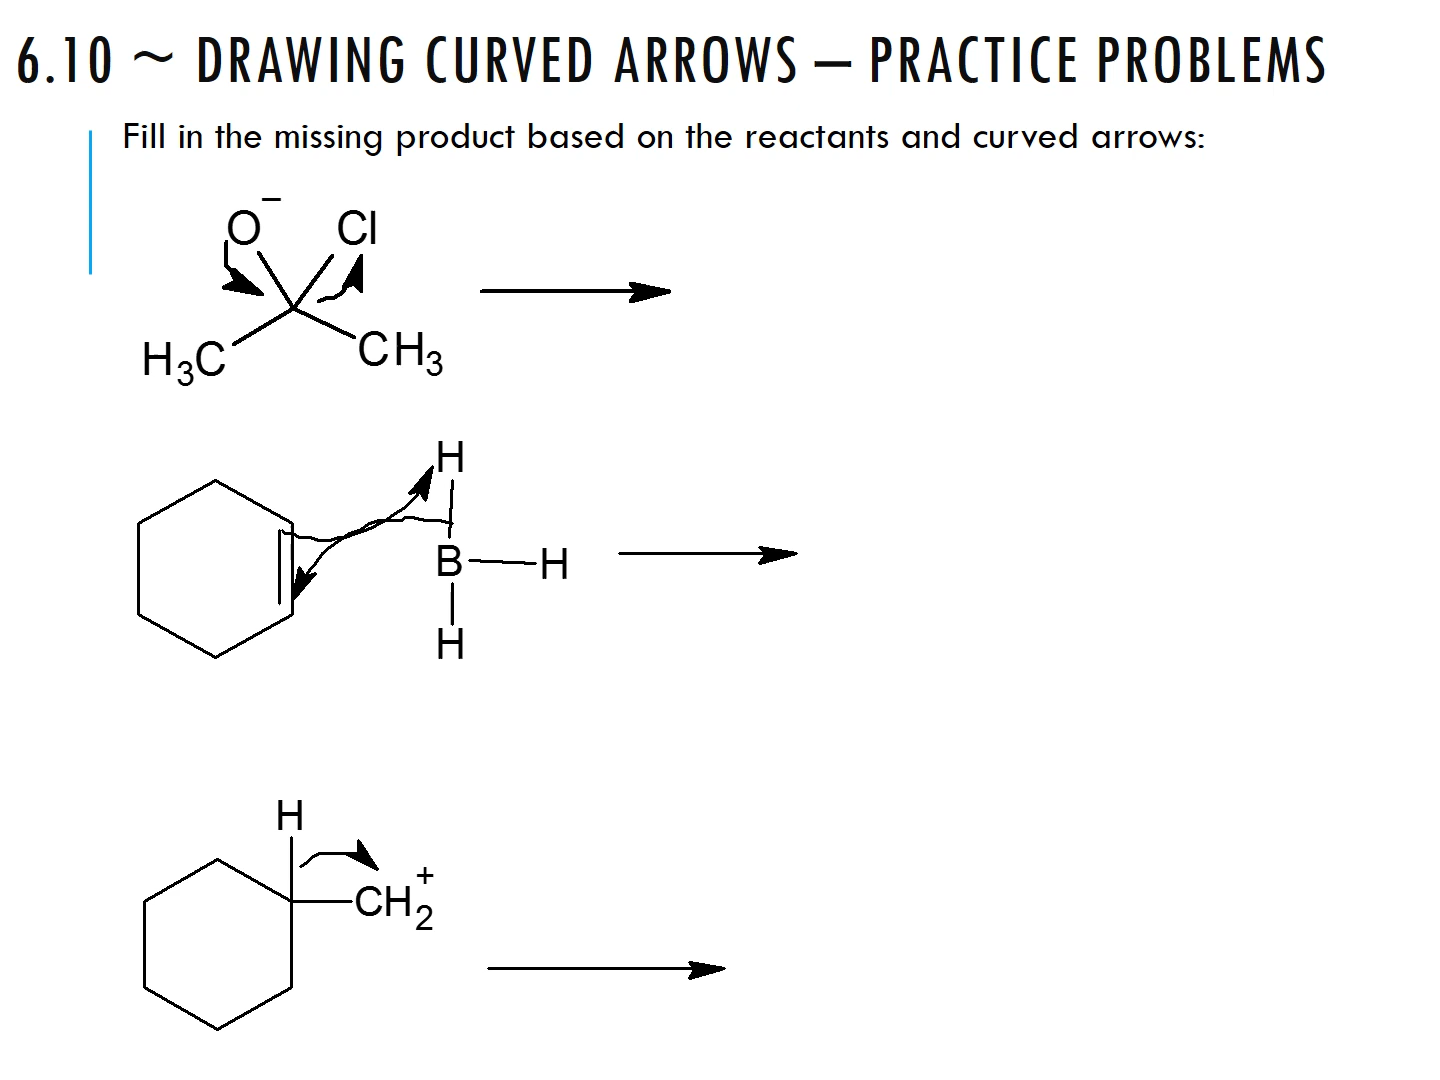 6.10 ~ DRAWING CURVED ARROWS – PRACTICE PROBLEMS
Fill in the missing product based on the reactants and curved arrows:
O⁻ Cl
H₃C CH₃
H
B H
H
H
CH₂⁺